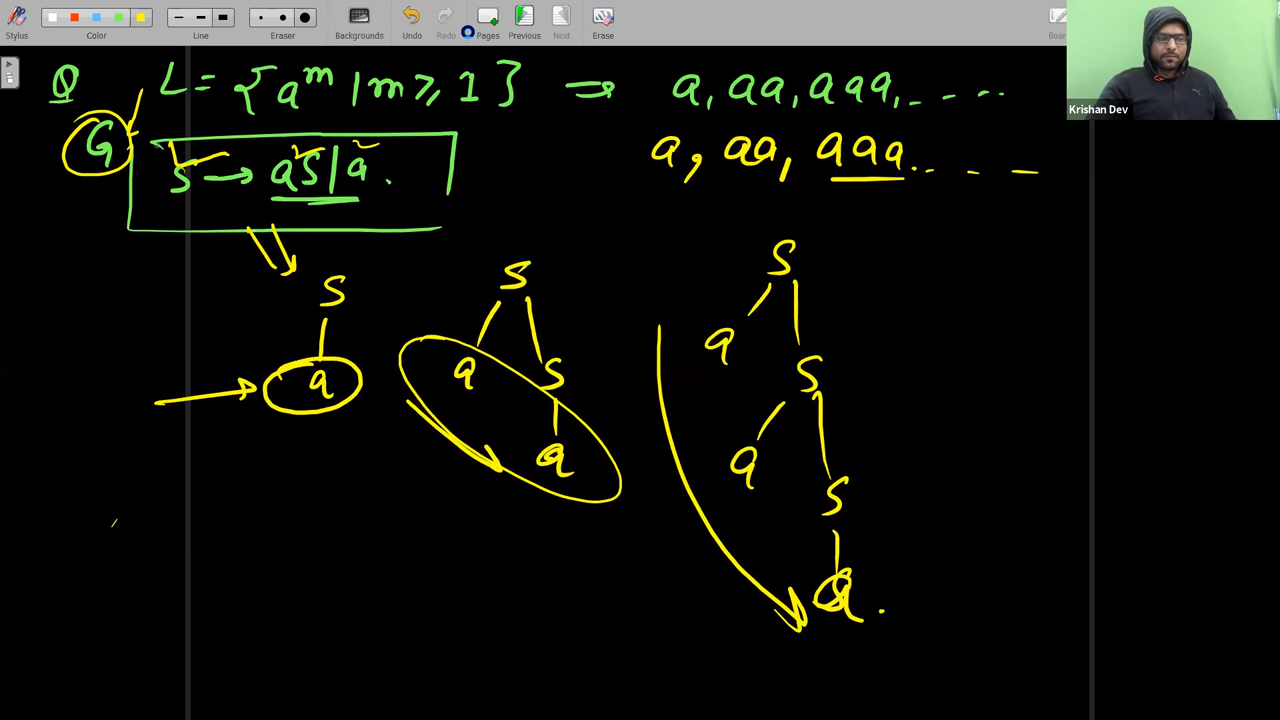 Stylus
Color
Line
Eraser
Backgrounds
Undo
Redo
Pages
Previous
Next
Erase
Boar
Krishan Dev
Q L = { a^m | m ⩾ 1 } ⇒ a, aa, aaa, - - - -
G S → aS | a .
a, aa, aaa.. - - -
S
a
S
a S
a
S
a S
a S
a .